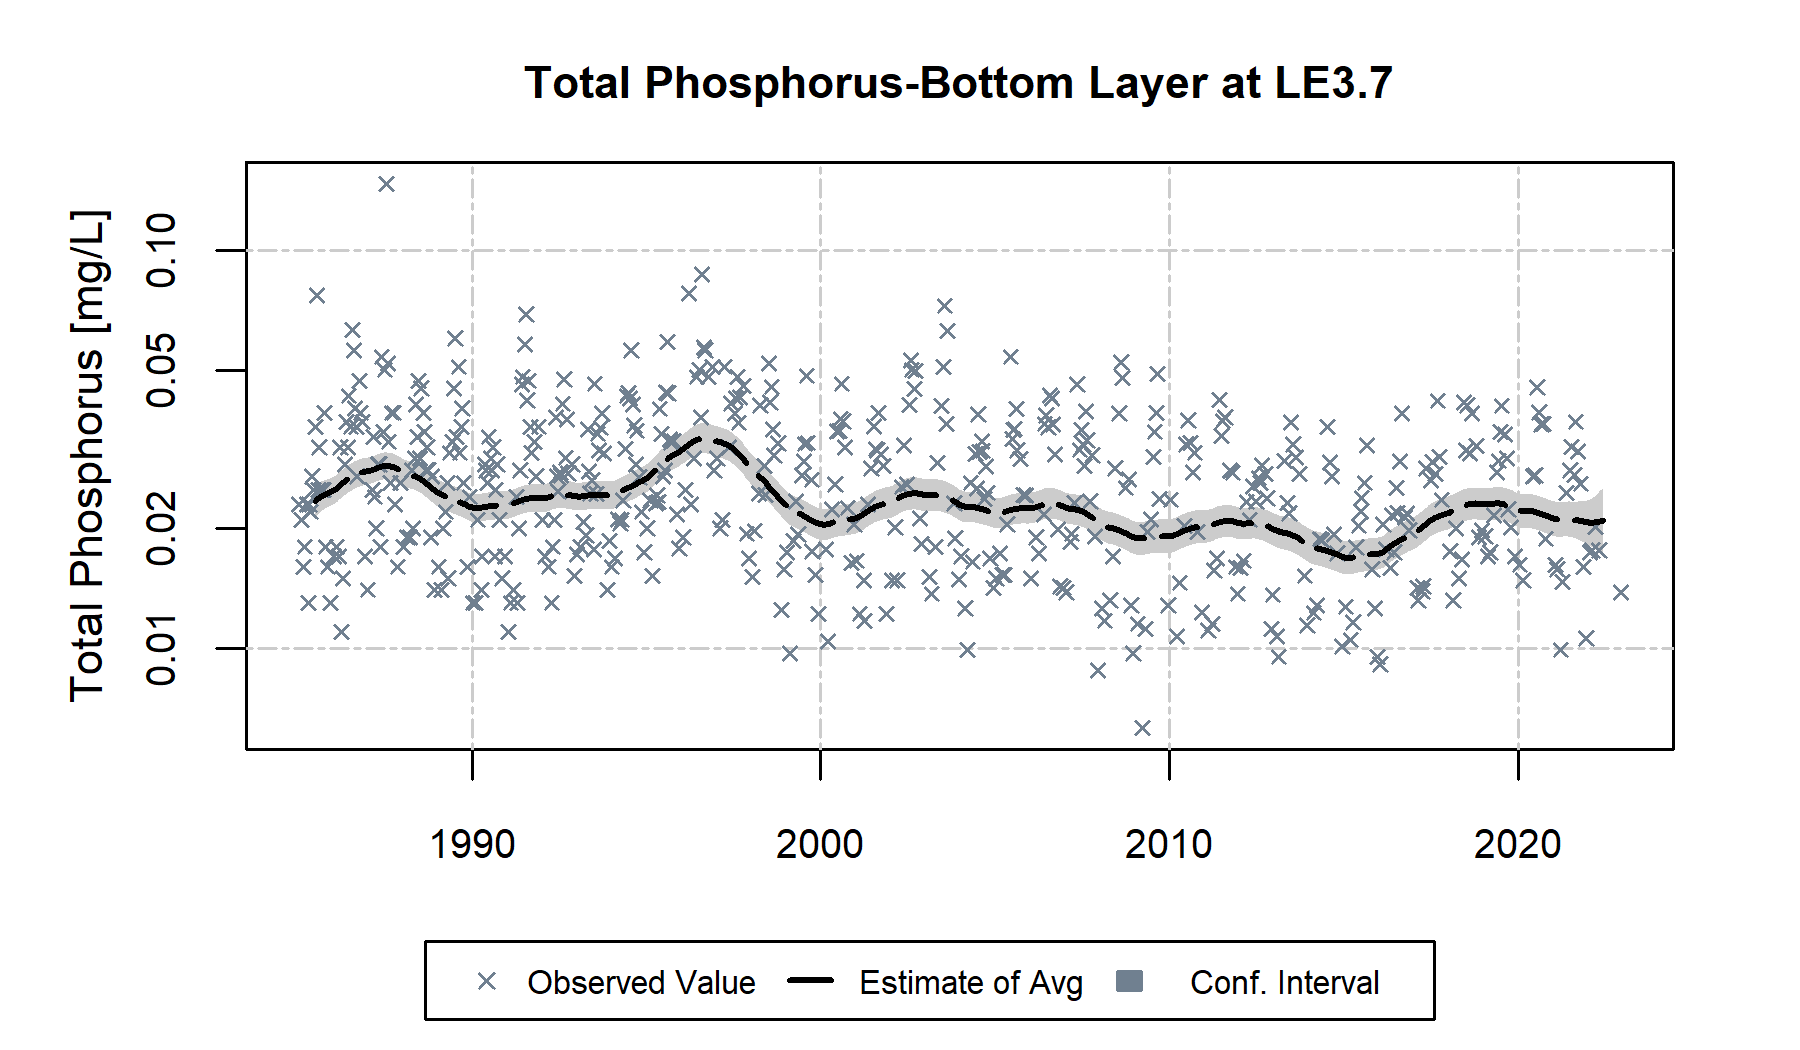 Total Phosphorus-Bottom Layer at LE3.7
Total Phosphorus [mg/L]
0.10
0.05
0.02
0.01
1990 2000 2010 2020
Observed Value Estimate of Avg Conf. Interval